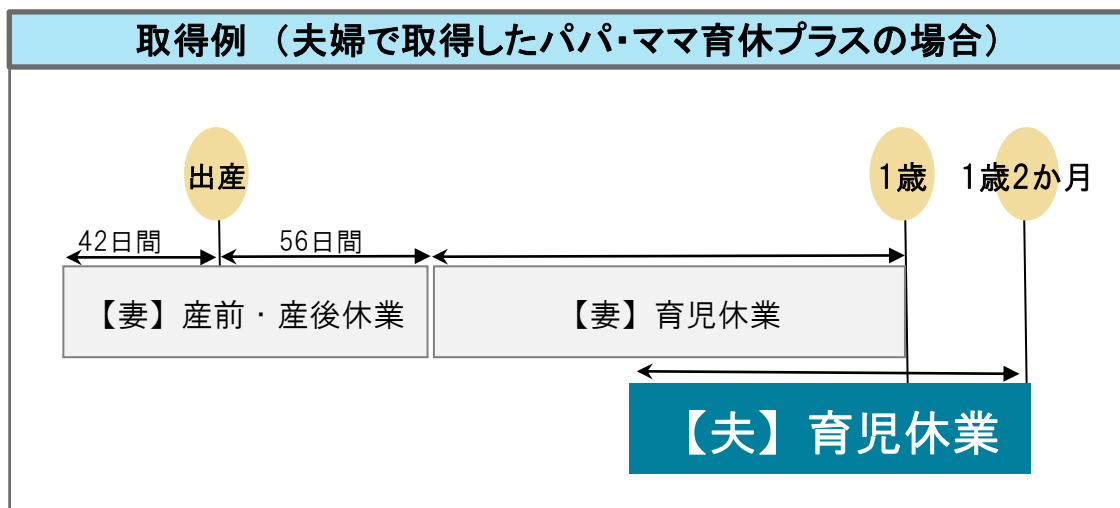 取得例 （夫婦で取得したパパ・ママ育休プラスの場合）
出産
1歳
1歳2か月
42日間
56日間
【妻】産前・産後休業
【妻】育児休業
【夫】育児休業